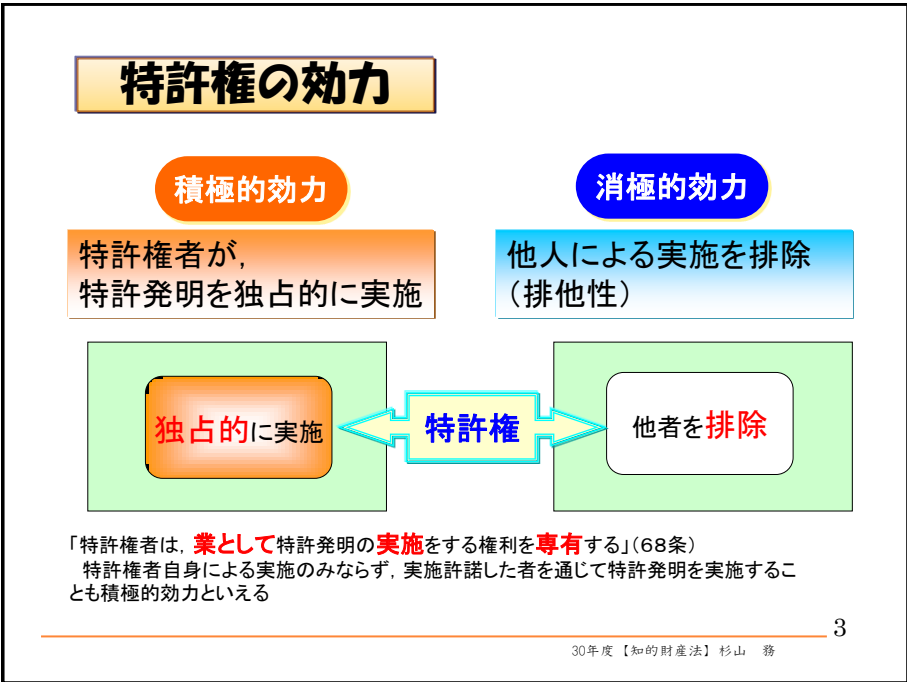 特許権の効力
積極的効力
消極的効力
特許権者が,
特許発明を独占的に実施
他人による実施を排除
（排他性）
独占的に実施
特許権
他者を排除
「特許権者は, 業として特許発明の実施をする権利を専有する」（68条）
特許権者自身による実施のみならず, 実施許諾した者を通じて特許発明を実施するこ
とも積極的効力といえる
3
30年度【知的財産法】杉山　務